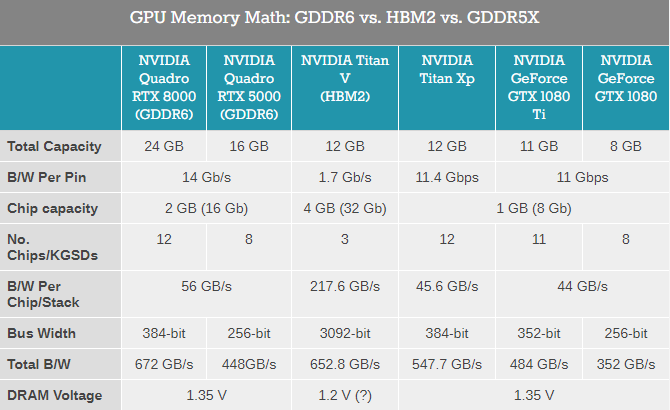 GPU Memory Math: GDDR6 vs. HBM2 vs. GDDR5X
NVIDIA Quadro RTX 8000 (GDDR6) NVIDIA Quadro RTX 5000 (GDDR6) NVIDIA Titan V (HBM2) NVIDIA Titan Xp NVIDIA GeForce GTX 1080 Ti NVIDIA GeForce GTX 1080
Total Capacity 24 GB 16 GB 12 GB 12 GB 11 GB 8 GB
B/W Per Pin 14 Gb/s 1.7 Gb/s 11.4 Gbps 11 Gbps
Chip capacity 2 GB (16 Gb) 4 GB (32 Gb) 1 GB (8 Gb)
No. Chips/KGSDs 12 8 3 12 11 8
B/W Per Chip/Stack 56 GB/s 217.6 GB/s 45.6 GB/s 44 GB/s
Bus Width 384-bit 256-bit 3092-bit 384-bit 352-bit 256-bit
Total B/W 672 GB/s 448GB/s 652.8 GB/s 547.7 GB/s 484 GB/s 352 GB/s
DRAM Voltage 1.35 V 1.2 V (?) 1.35 V